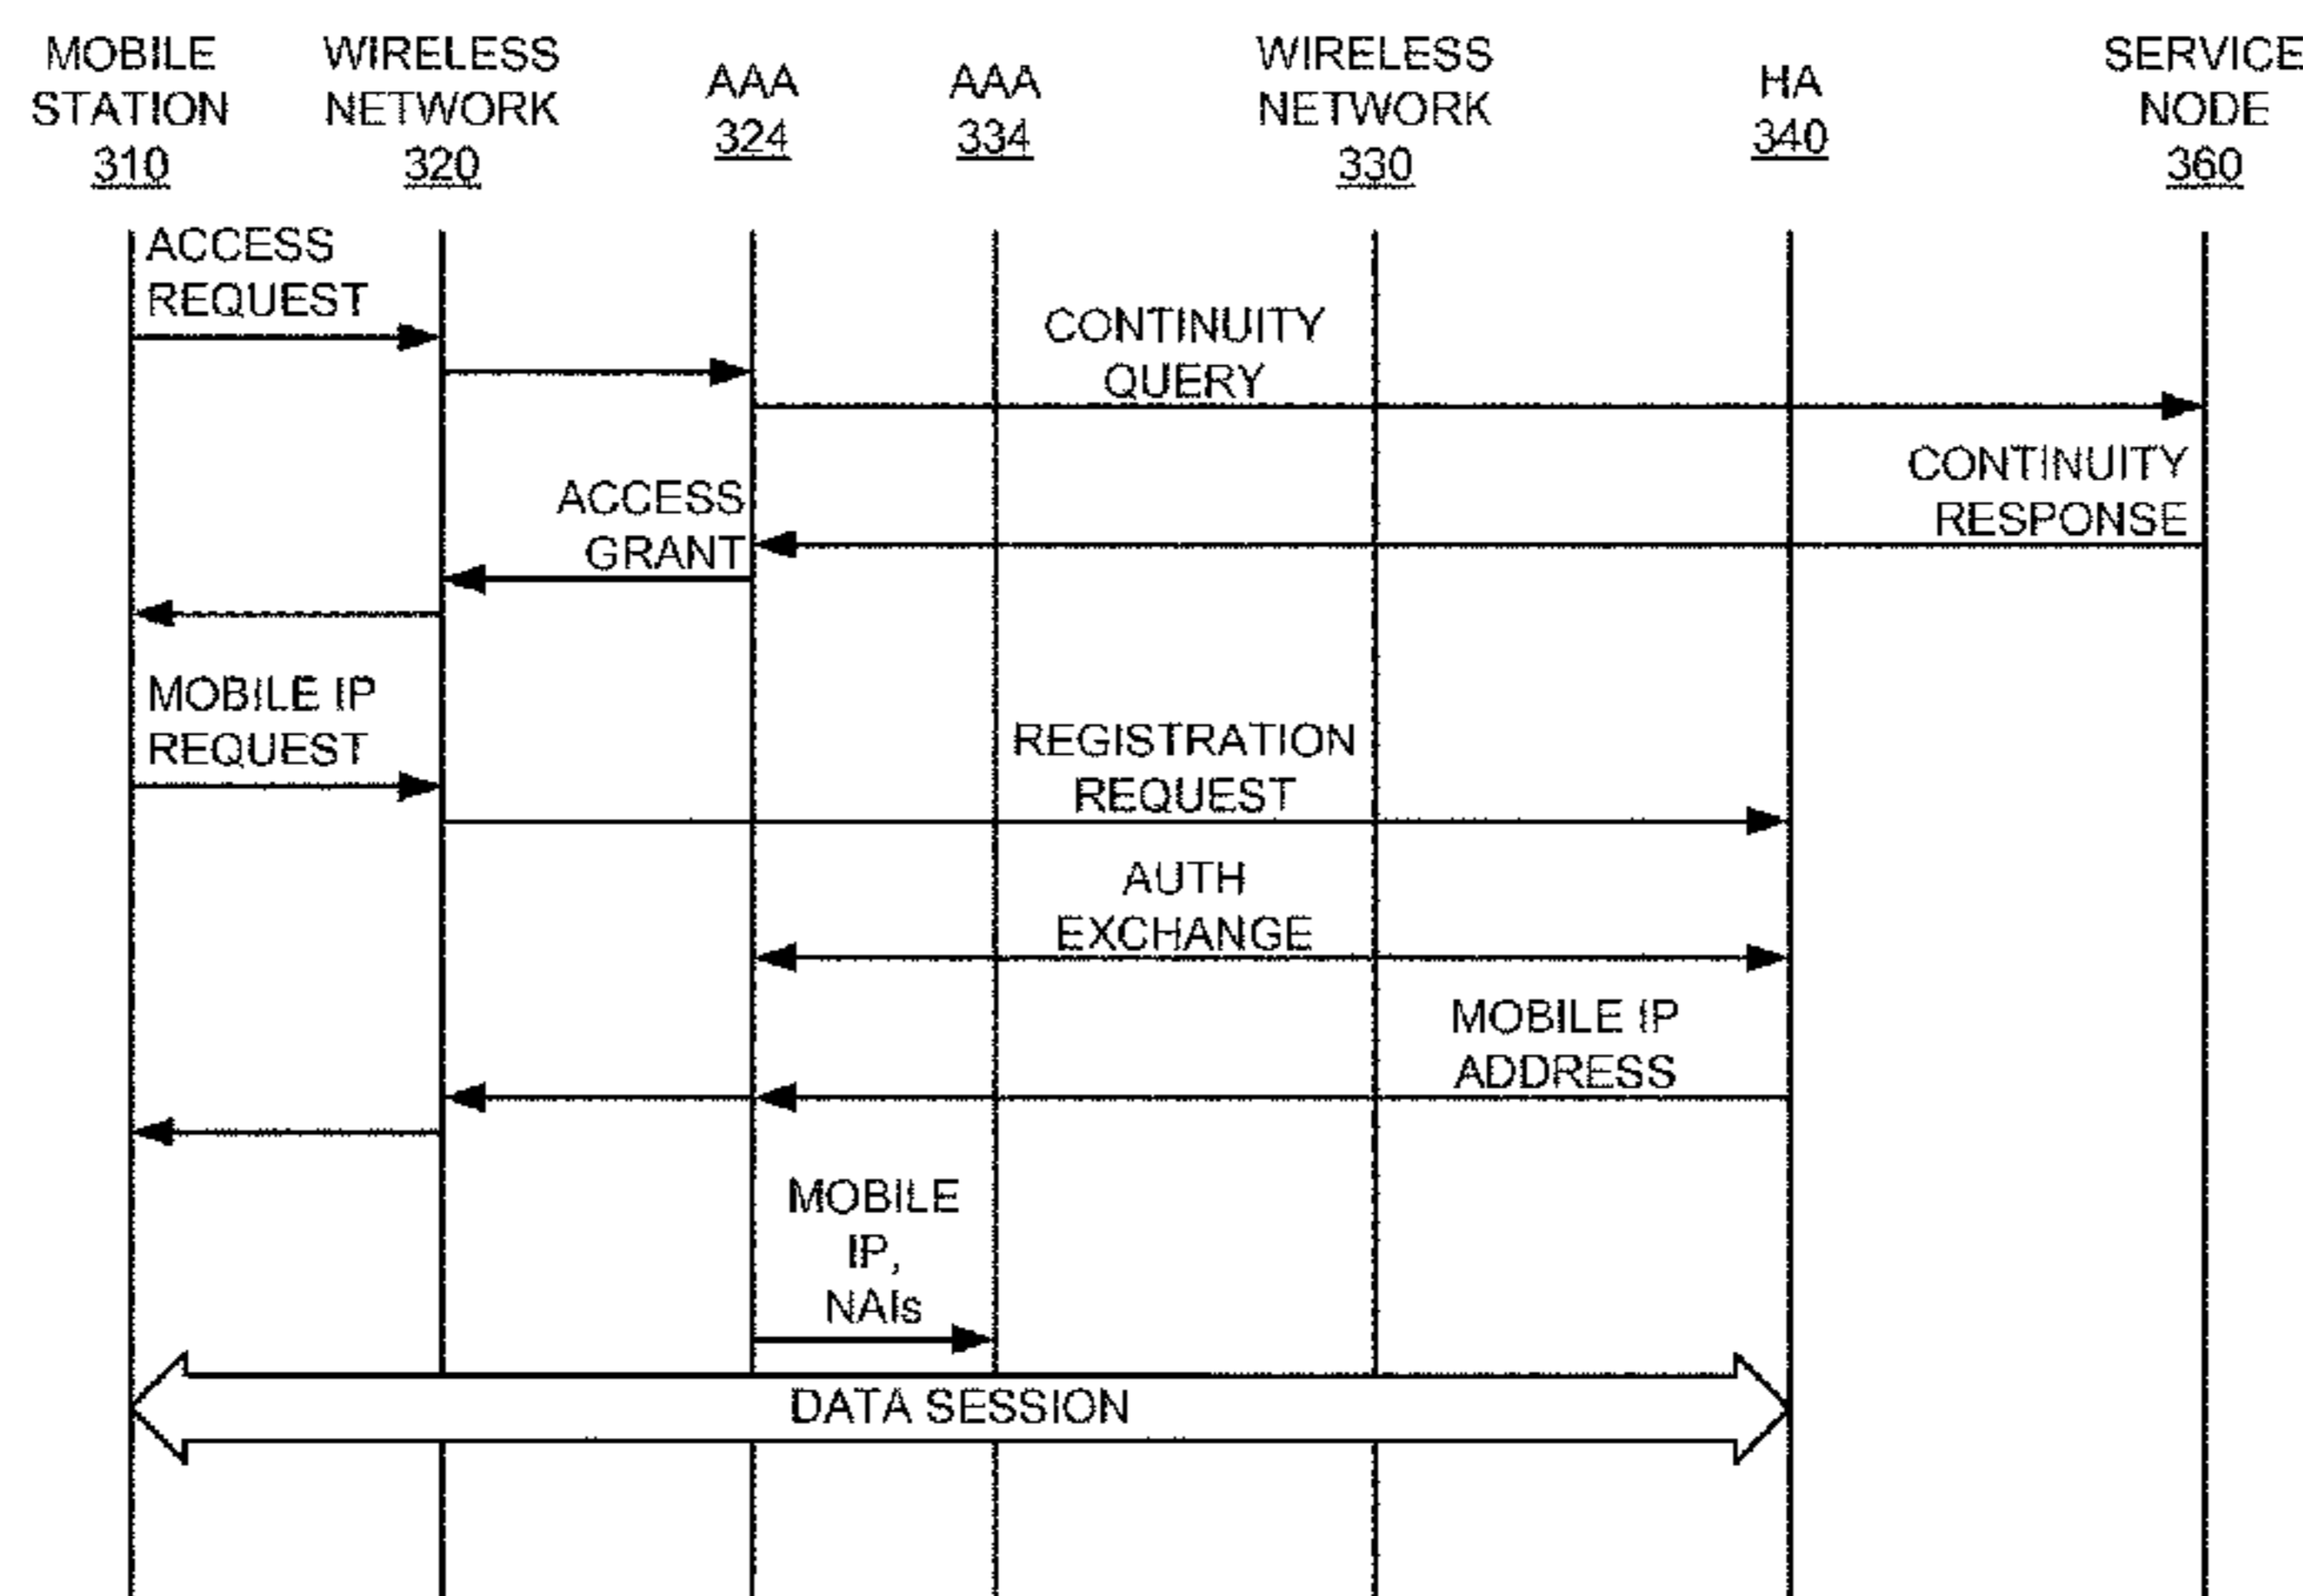 MOBILE
STATION
310
WIRELESS
NETWORK
320
AAA
324
AAA
334
WIRELESS
NETWORK
330
HA
340
SERVICE
NODE
360
ACCESS
REQUEST
CONTINUITY
QUERY
CONTINUITY
RESPONSE
ACCESS
GRANT
MOBILE IP
REQUEST
REGISTRATION
REQUEST
AUTH
EXCHANGE
MOBILE IP
ADDRESS
MOBILE
IP,
NAIs
DATA SESSION